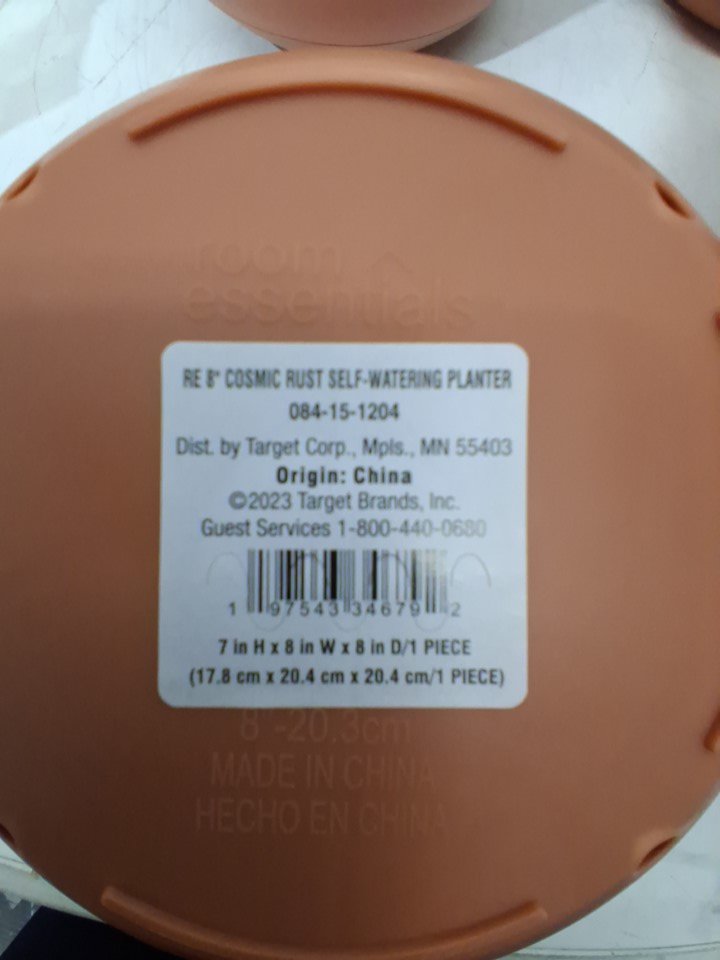 room
essentials
RE 8" COSMIC RUST SELF-WATERING PLANTER
084-15-1204
Dist. by Target Corp., Mpls., MN 55403
Origin: China
©2023 Target Brands, Inc.
Guest Services 1-800-440-0680
1 97543 34679 2
7 in H x 8 in W x 8 in D/1 PIECE
(17.8 cm x 20.4 cm x 20.4 cm/1 PIECE)
8"-20.3cm
MADE IN CHINA
HECHO EN CHINA